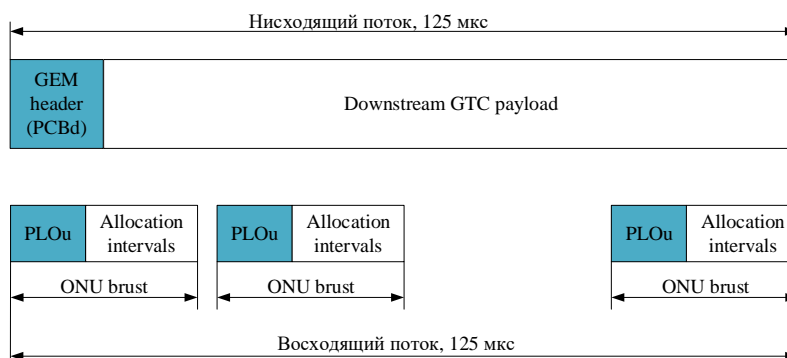 Нисходящий поток, 125 мкс
GEM
header
(PCBd)
Downstream GTC payload
PLOu
Allocation
intervals
PLOu
Allocation
intervals
PLOu
Allocation
intervals
ONU brust
ONU brust
ONU brust
Восходящий поток, 125 мкс